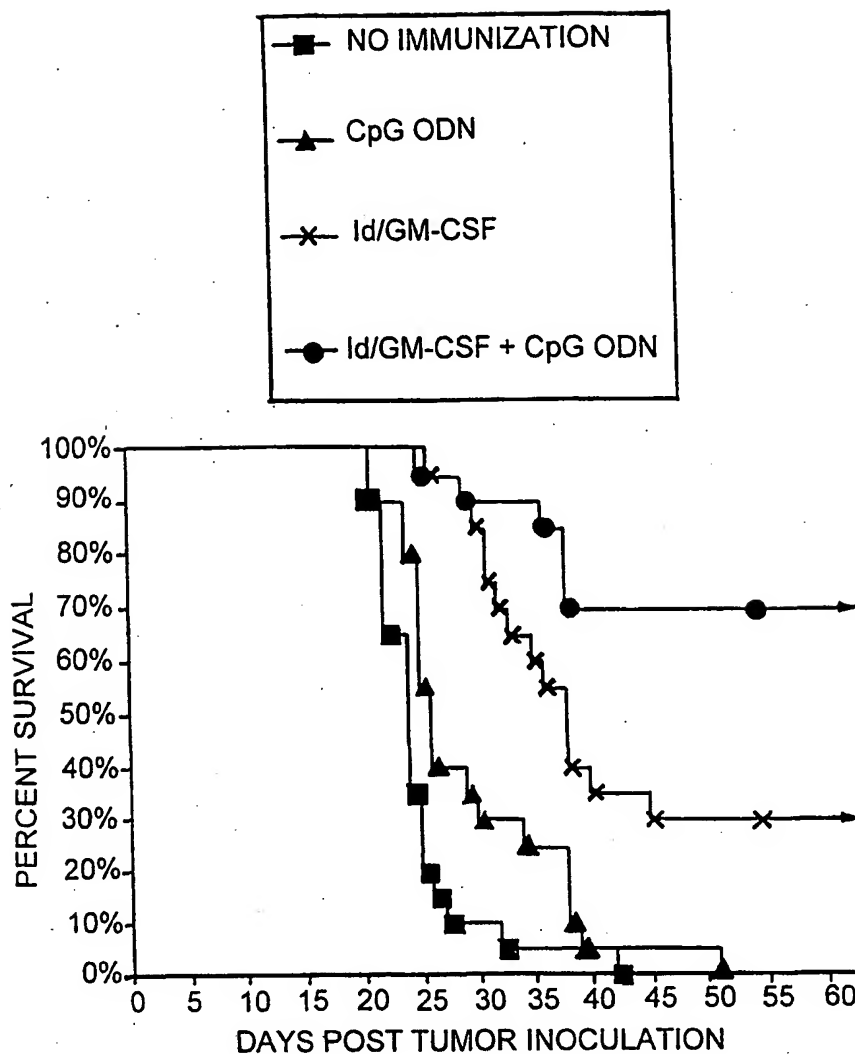 NO IMMUNIZATION
CpG ODN
Id/GM-CSF
Id/GM-CSF + CpG ODN
PERCENT SURVIVAL
100%
90%
80%
70%
60%
50%
40%
30%
20%
10%
0%
0 5 10 15 20 25 30 35 40 45 50 55 60
DAYS POST TUMOR INOCULATION